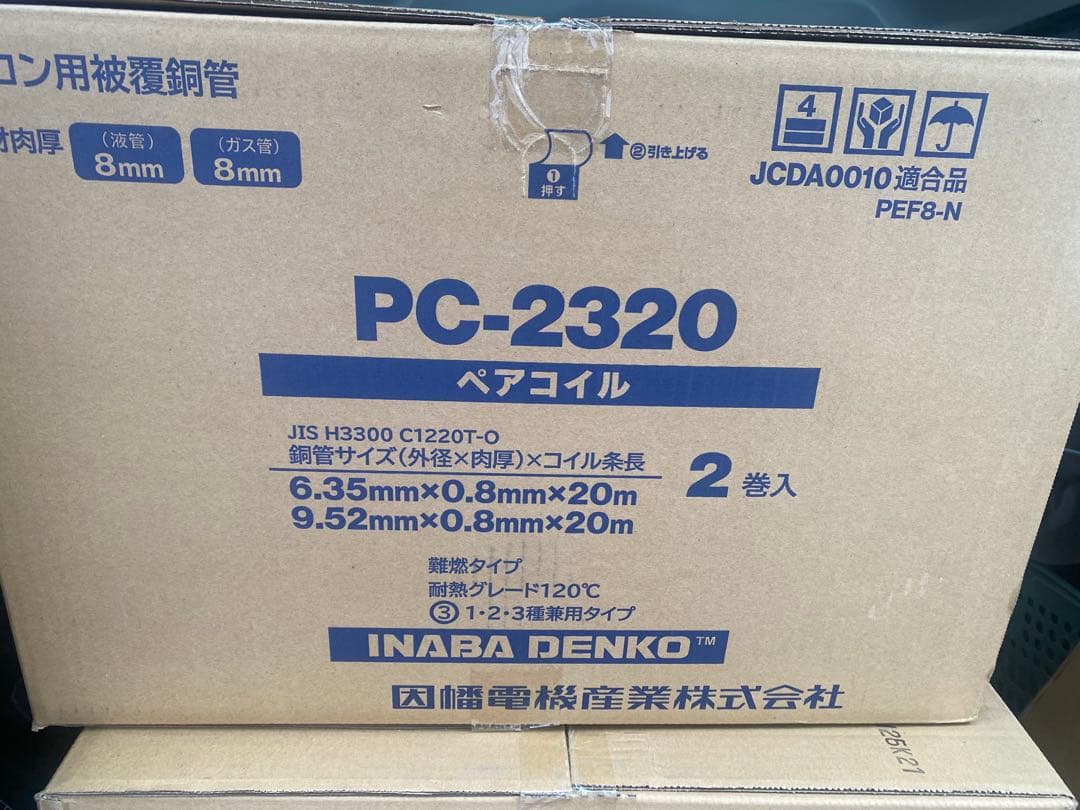 コン用被覆銅管
材肉厚
(液管)
8mm
(ガス管)
8mm
①
押す
②引き上げる
4
JCDA0010適合品
PEF8-N
PC-2320
ペアコイル
JIS H3300 C1220T-O
銅管サイズ(外径×肉厚)×コイル条長
6.35mm×0.8mm×20m
9.52mm×0.8mm×20m
2巻入
難燃タイプ
耐熱グレード120℃
③ 1・2・3種兼用タイプ
INABA DENKO™
因幡電機産業株式会社
25K21